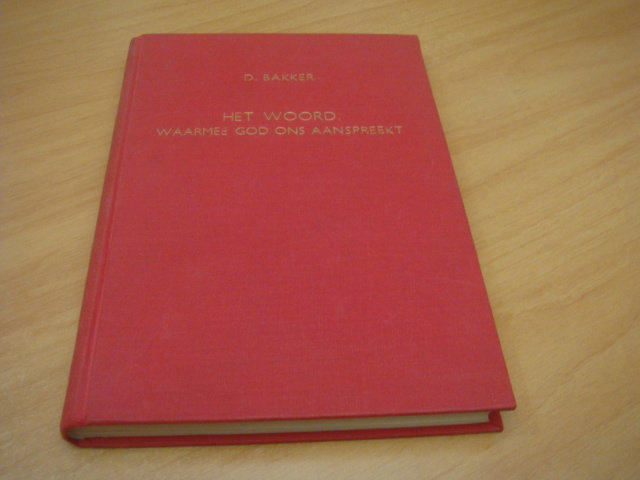 D. BAKKER
HET WOORD,
WAARMEE GOD ONS AANSPREEKT